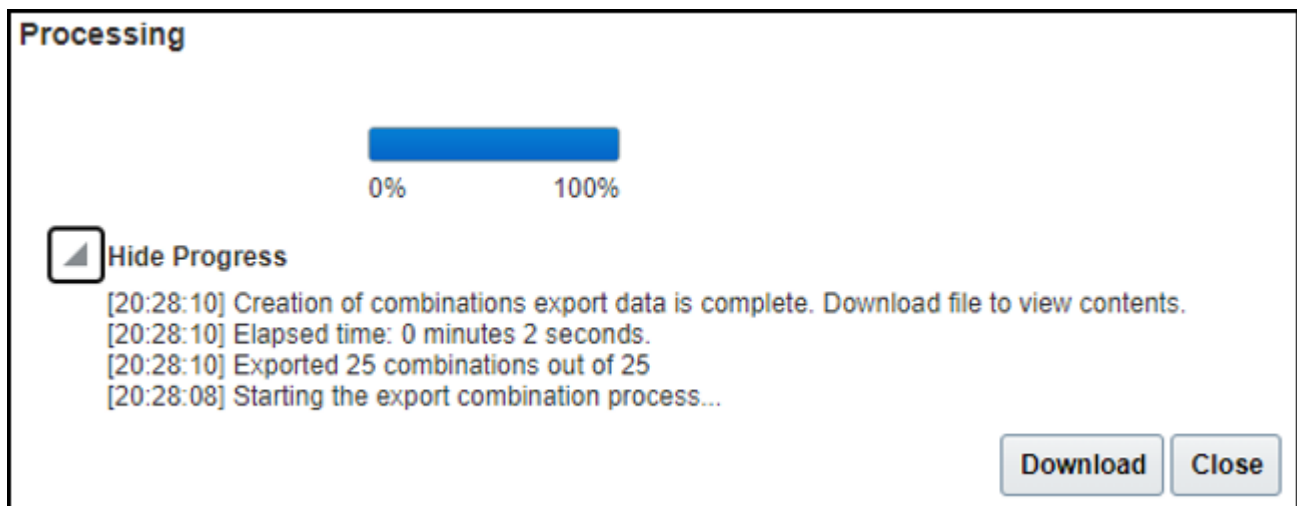 Processing
0% 100%
Hide Progress
[20:28:10] Creation of combinations export data is complete. Download file to view contents.
[20:28:10] Elapsed time: 0 minutes 2 seconds.
[20:28:10] Exported 25 combinations out of 25
[20:28:08] Starting the export combination process...
Download Close